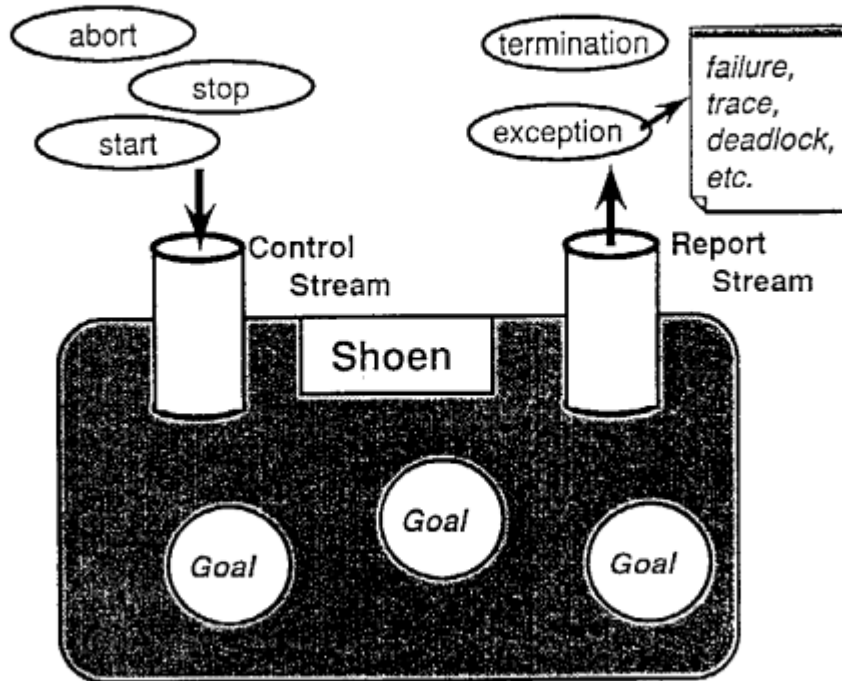 abort
stop
start
termination
exception
failure,
trace,
deadlock,
etc.
Control
Stream
Report
Stream
Shoen
Goal
Goal
Goal